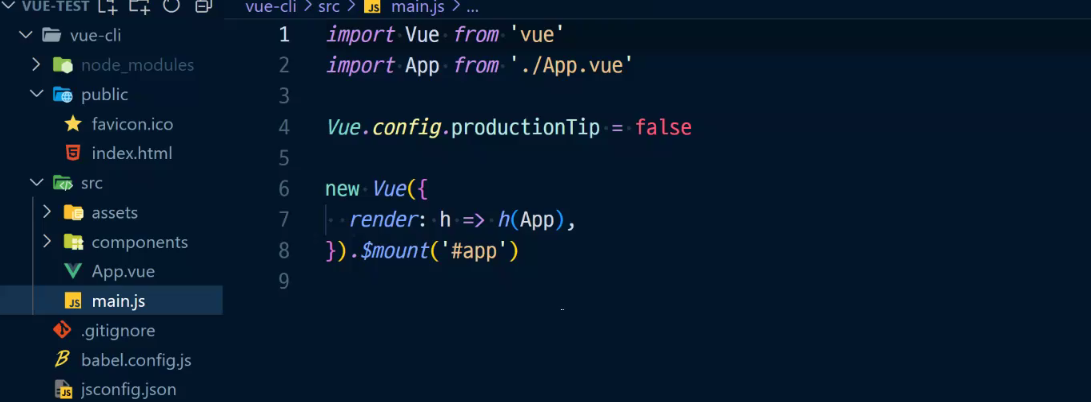 VUE-TEST
vue-cli > src > JS main.js > ...
vue-cli
node_modules
public
favicon.ico
index.html
src
assets
components
App.vue
JS main.js
.gitignore
babel.config.js
jsconfig.json
1 import Vue from 'vue'
2 import App from './App.vue'
3
4 Vue.config.productionTip = false
5
6 new Vue({
7   render: h => h(App),
8 }).$mount('#app')
9